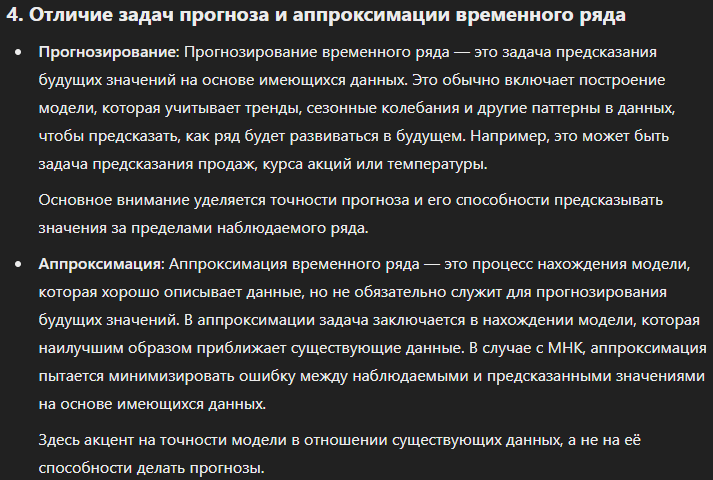 4. Отличие задач прогноза и аппроксимации временного ряда
• Прогнозирование: Прогнозирование временного ряда — это задача предсказания
будущих значений на основе имеющихся данных. Это обычно включает построение
модели, которая учитывает тренды, сезонные колебания и другие паттерны в данных,
чтобы предсказать, как ряд будет развиваться в будущем. Например, это может быть
задача предсказания продаж, курса акций или температуры.
Основное внимание уделяется точности прогноза и его способности предсказывать
значения за пределами наблюдаемого ряда.
• Аппроксимация: Аппроксимация временного ряда — это процесс нахождения модели,
которая хорошо описывает данные, но не обязательно служит для прогнозирования
будущих значений. В аппроксимации задача заключается в нахождении модели, которая
наилучшим образом приближает существующие данные. В случае с МНК, аппроксимация
пытается минимизировать ошибку между наблюдаемыми и предсказанными значениями
на основе имеющихся данных.
Здесь акцент на точности модели в отношении существующих данных, а не на её
способности делать прогнозы.